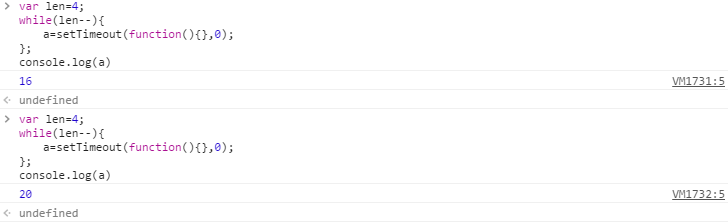 > var len=4;
while(len--){
a=setTimeout(function(){},0);
};
console.log(a)
16 VM1731:5
<· undefined
> var len=4;
while(len--){
a=setTimeout(function(){},0);
};
console.log(a)
20 VM1732:5
<· undefined